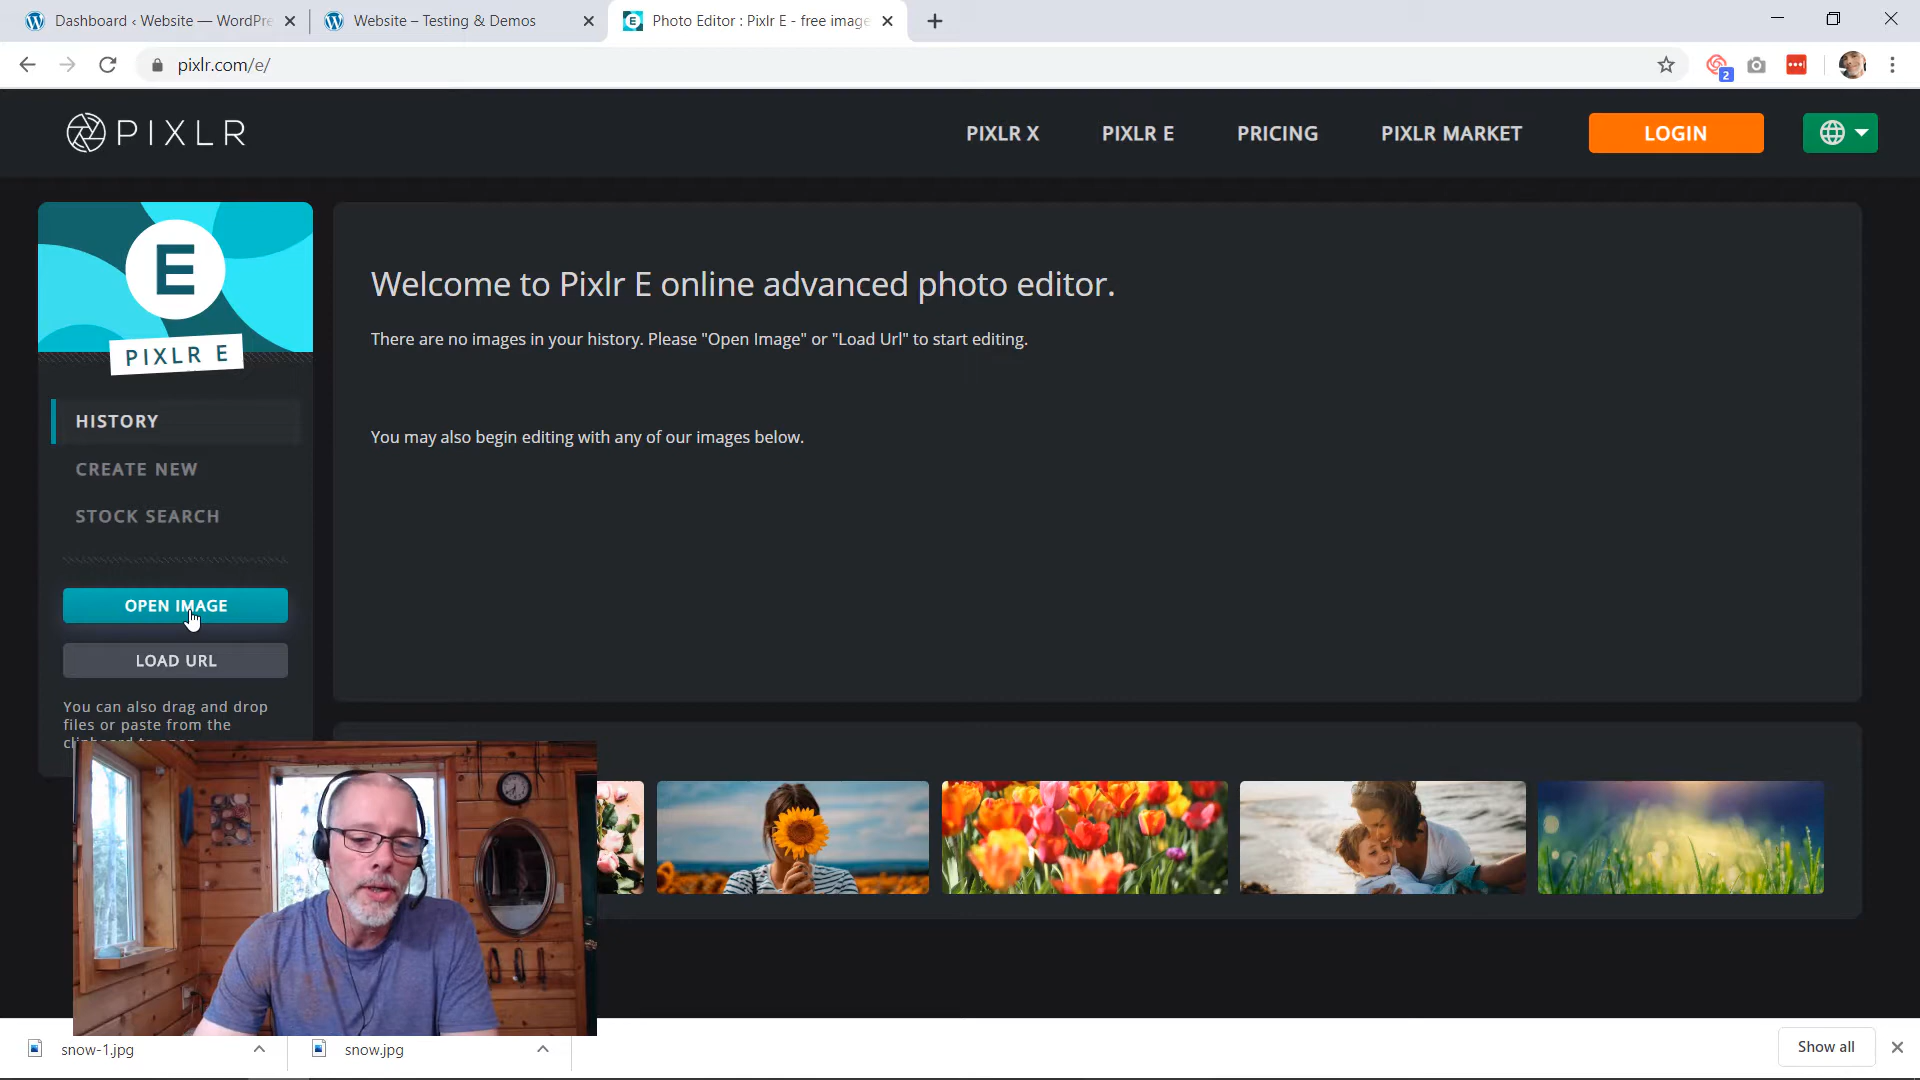 Dashboard ‹ Website — WordPre
Website – Testing & Demos
Photo Editor : Pixlr E - free image
pixlr.com/e/
2
PIXLR
PIXLR X
PIXLR E
PRICING
PIXLR MARKET
LOGIN
E
PIXLR E
HISTORY
CREATE NEW
STOCK SEARCH
OPEN IMAGE
LOAD URL
You can also drag and drop
files or paste from the
Welcome to Pixlr E online advanced photo editor.
There are no images in your history. Please "Open Image" or "Load Url" to start editing.
You may also begin editing with any of our images below.
snow-1.jpg
snow.jpg
Show all